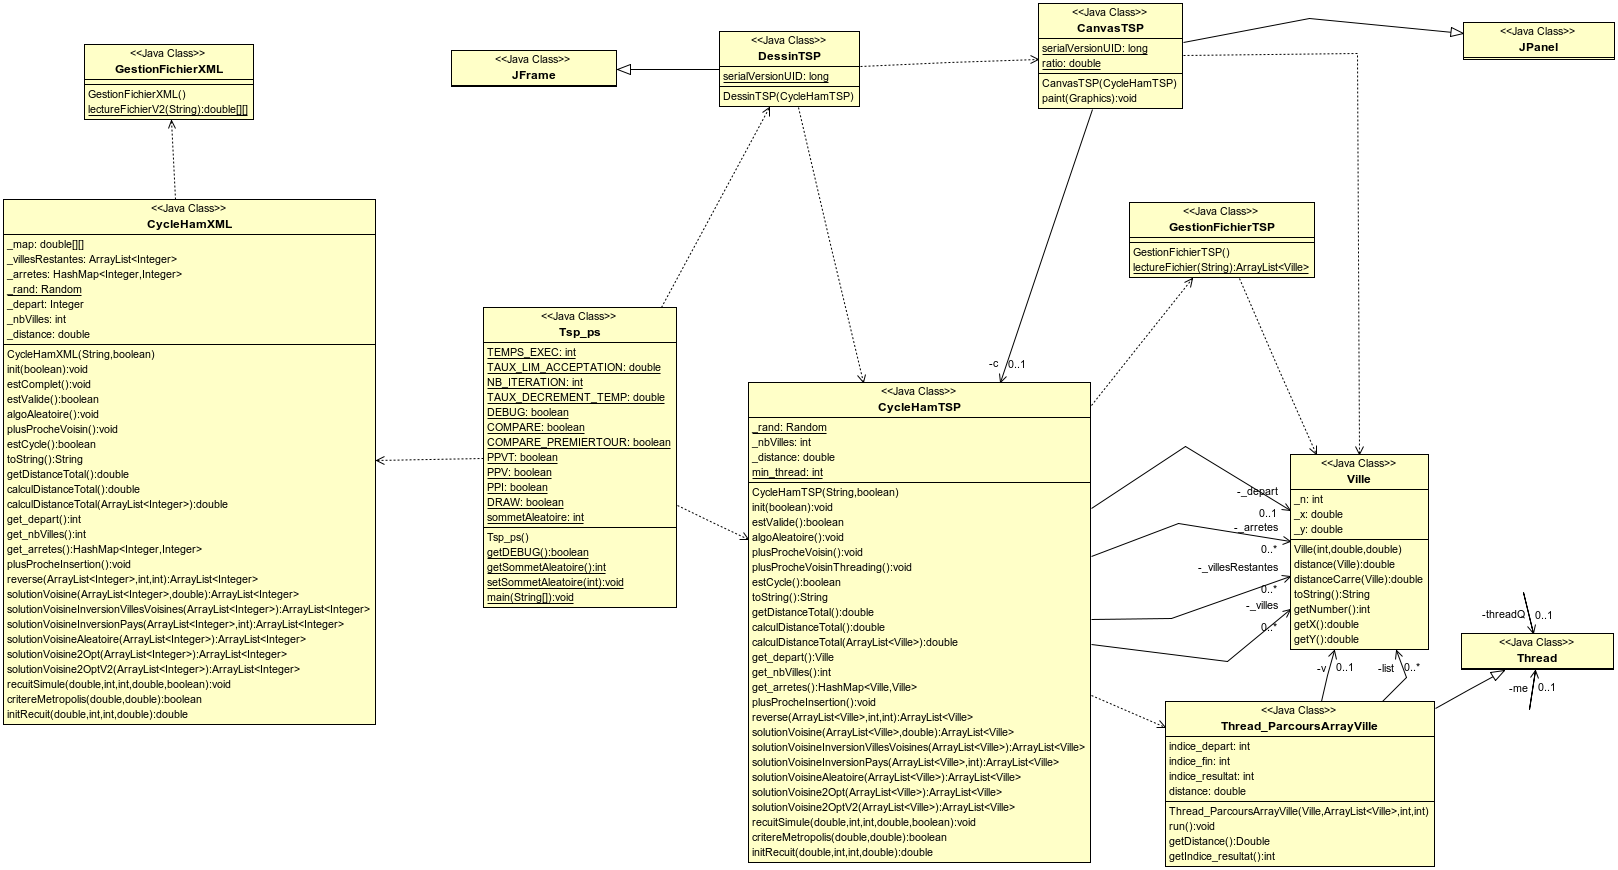 <<Java Class>>
GestionFichierXML
GestionFichierXML()
lectureFichierV2(String):double[][]
<<Java Class>>
JFrame
<<Java Class>>
DessinTSP
serialVersionUID: long
DessinTSP(CycleHamTSP)
<<Java Class>>
CanvasTSP
serialVersionUID: long
ratio: double
CanvasTSP(CycleHamTSP)
paint(Graphics):void
<<Java Class>>
JPanel
<<Java Class>>
CycleHamXML
_map: double[][]
_villesRestantes: ArrayList<Integer>
_arretes: HashMap<Integer,Integer>
_rand: Random
_depart: Integer
_nbVilles: int
_distance: double
CycleHamXML(String,boolean)
init(boolean):void
estComplet():void
estValide():boolean
algoAleatoire():void
plusProcheVoisin():void
estCycle():boolean
toString():String
getDistanceTotal():double
calculDistanceTotal():double
calculDistanceTotal(ArrayList<Integer>):double
get_depart():int
get_nbVilles():int
get_arretes():HashMap<Integer,Integer>
plusProcheInsertion():void
reverse(ArrayList<Integer>,int,int):ArrayList<Integer>
solutionVoisine(ArrayList<Integer>,double):ArrayList<Integer>
solutionVoisineInversionVillesVoisines(ArrayList<Integer>):ArrayList<Integer>
solutionVoisineInversionPays(ArrayList<Integer>,int):ArrayList<Integer>
solutionVoisineAleatoire(ArrayList<Integer>):ArrayList<Integer>
solutionVoisine2Opt(ArrayList<Integer>):ArrayList<Integer>
solutionVoisine2OptV2(ArrayList<Integer>):ArrayList<Integer>
recuitSimule(double,int,int,double,boolean):void
critereMetropolis(double,double):boolean
initRecuit(double,int,int,double):double
<<Java Class>>
Tsp_ps
TEMPS_EXEC: int
TAUX_LIM_ACCEPTATION: double
NB_ITERATION: int
TAUX_DECREMENT_TEMP: double
DEBUG: boolean
COMPARE: boolean
COMPARE_PREMIERTOUR: boolean
PPVT: boolean
PPV: boolean
PPI: boolean
DRAW: boolean
sommetAleatoire: int
Tsp_ps()
getDEBUG():boolean
getSommetAleatoire():int
setSommetAleatoire(int):void
main(String[]):void
<<Java Class>>
GestionFichierTSP
GestionFichierTSP()
lectureFichier(String):ArrayList<Ville>
-c 0..1
<<Java Class>>
CycleHamTSP
_rand: Random
_nbVilles: int
_distance: double
min_thread: int
CycleHamTSP(String,boolean)
init(boolean):void
estValide():boolean
algoAleatoire():void
plusProcheVoisin():void
plusProcheVoisinThreading():void
estCycle():boolean
toString():String
getDistanceTotal():double
calculDistanceTotal():double
calculDistanceTotal(ArrayList<Ville>):double
get_depart():Ville
get_nbVilles():int
get_arretes():HashMap<Ville,Ville>
plusProcheInsertion():void
reverse(ArrayList<Ville>,int,int):ArrayList<Ville>
solutionVoisine(ArrayList<Ville>,double):ArrayList<Ville>
solutionVoisineInversionVillesVoisines(ArrayList<Ville>):ArrayList<Ville>
solutionVoisineInversionPays(ArrayList<Ville>,int):ArrayList<Ville>
solutionVoisineAleatoire(ArrayList<Ville>):ArrayList<Ville>
solutionVoisine2Opt(ArrayList<Ville>):ArrayList<Ville>
solutionVoisine2OptV2(ArrayList<Ville>):ArrayList<Ville>
recuitSimule(double,int,int,double,boolean):void
critereMetropolis(double,double):boolean
initRecuit(double,int,int,double):double
-_depart
0..1
-_arretes
0..*
-_villesRestantes
0..*
-_villes
0..*
<<Java Class>>
Ville
_n: int
_x: double
_y: double
Ville(int,double,double)
distance(Ville):double
distanceCarre(Ville):double
toString():String
getNumber():int
getX():double
getY():double
-v 0..1
-list 0..*
-threadQ 0..1
<<Java Class>>
Thread
-me 0..1
<<Java Class>>
Thread_ParcoursArrayVille
indice_depart: int
indice_fin: int
indice_resultat: int
distance: double
Thread_ParcoursArrayVille(Ville,ArrayList<Ville>,int,int)
run():void
getDistance():Double
getIndice_resultat():int